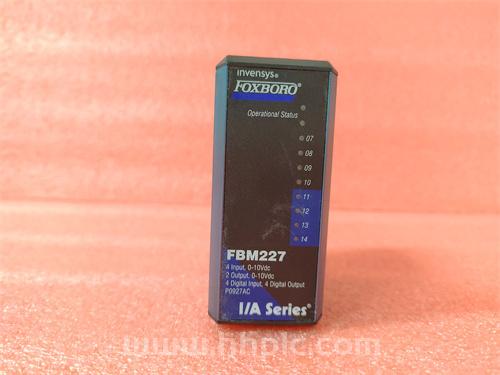 invensys®
FOXBORO®
Operational Status
07
08
09
10
11
12
13
14
FBM227
4 Input, 0-10Vdc
2 Output, 0-10Vdc
4 Digital Input, 4 Digital Output
P0927AC
I/A Series®
www.hhplc.com